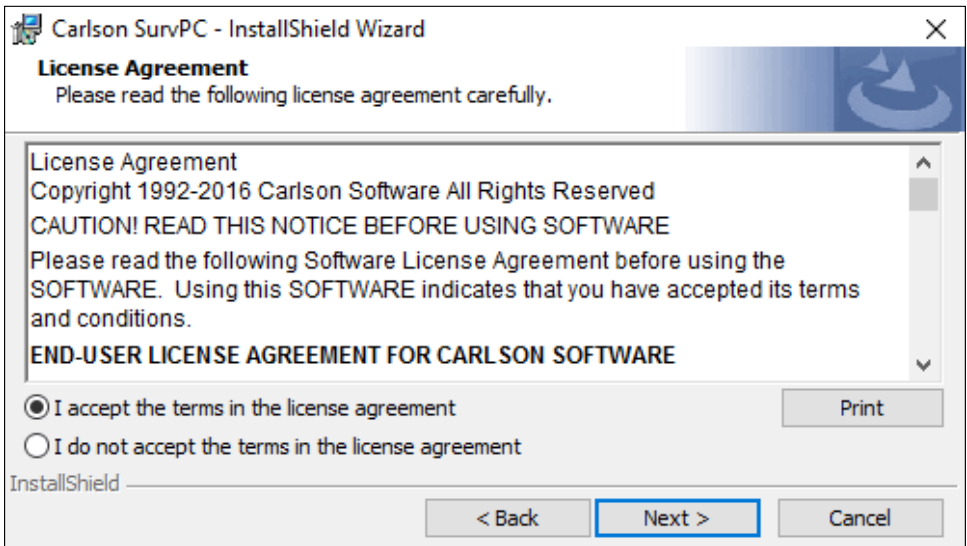 Carlson SurvPC - InstallShield Wizard
License Agreement
Please read the following license agreement carefully.
License Agreement
Copyright 1992-2016 Carlson Software All Rights Reserved
CAUTION! READ THIS NOTICE BEFORE USING SOFTWARE
Please read the following Software License Agreement before using the
SOFTWARE.  Using this SOFTWARE indicates that you have accepted its terms
and conditions.
END-USER LICENSE AGREEMENT FOR CARLSON SOFTWARE
I accept the terms in the license agreement
Print
I do not accept the terms in the license agreement
InstallShield
< Back
Next >
Cancel